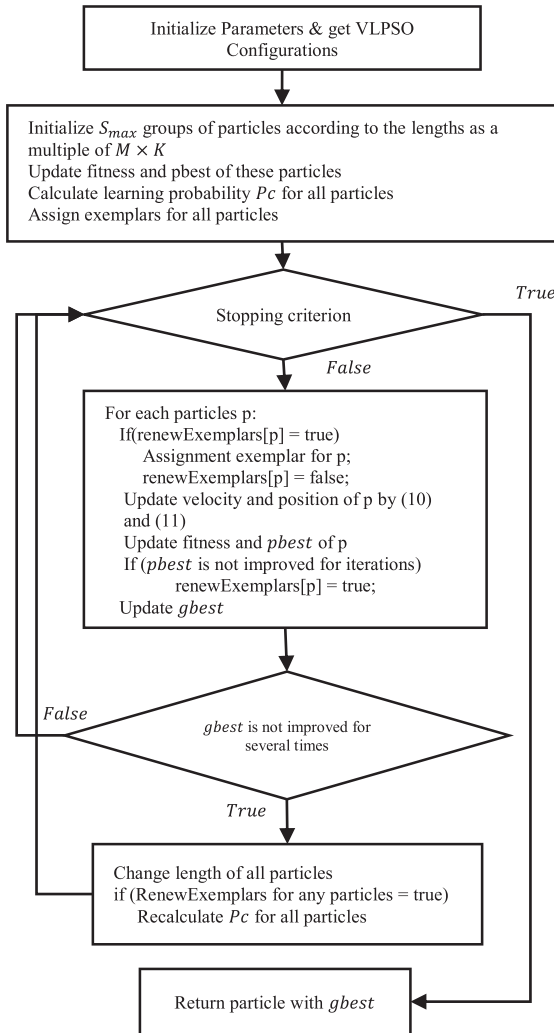 Initialize Parameters & get VLPSO
Configurations
Initialize S_max groups of particles according to the lengths as a
multiple of M × K
Update fitness and pbest of these particles
Calculate learning probability Pc for all particles
Assign exemplars for all particles
Stopping criterion
True
False
For each particles p:
If(renewExemplars[p] = true)
Assignment exemplar for p;
renewExemplars[p] = false;
Update velocity and position of p by (10)
and (11)
Update fitness and pbest of p
If (pbest is not improved for iterations)
renewExemplars[p] = true;
Update gbest
False
gbest is not improved for
several times
True
Change length of all particles
if (RenewExemplars for any particles = true)
Recalculate Pc for all particles
Return particle with gbest